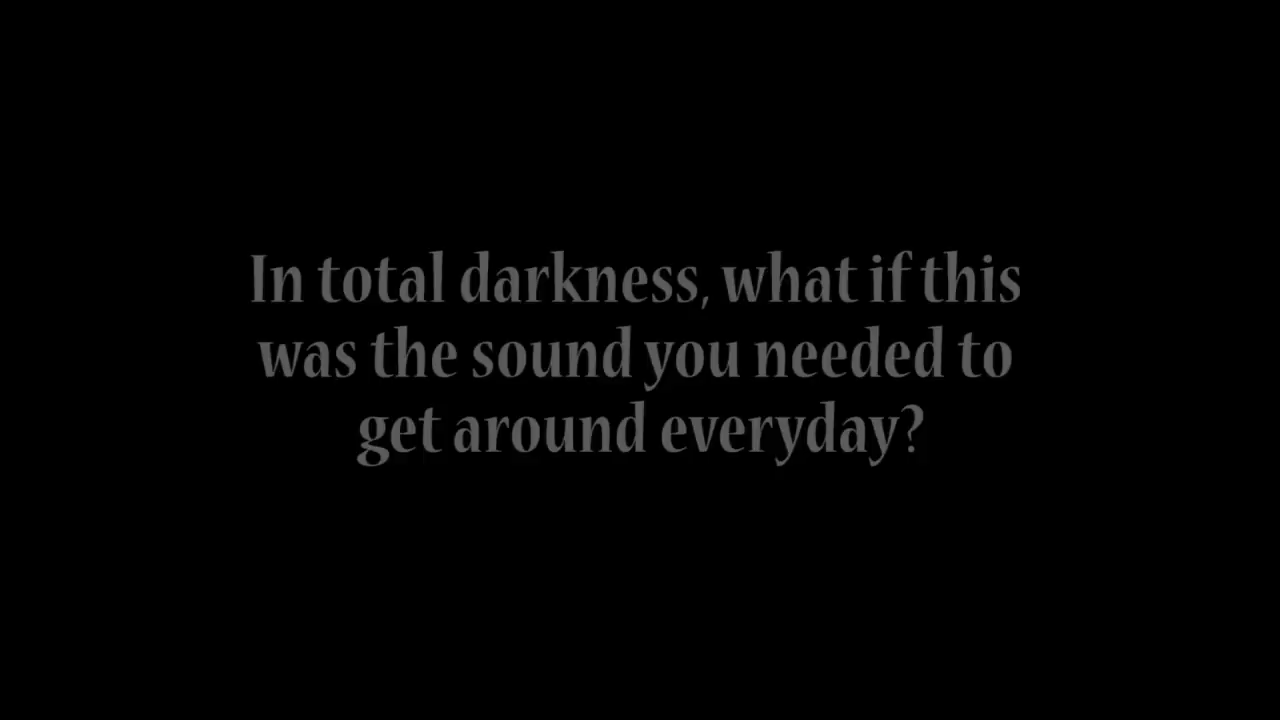 In total darkness, what if this
was the sound you needed to
get around everyday?